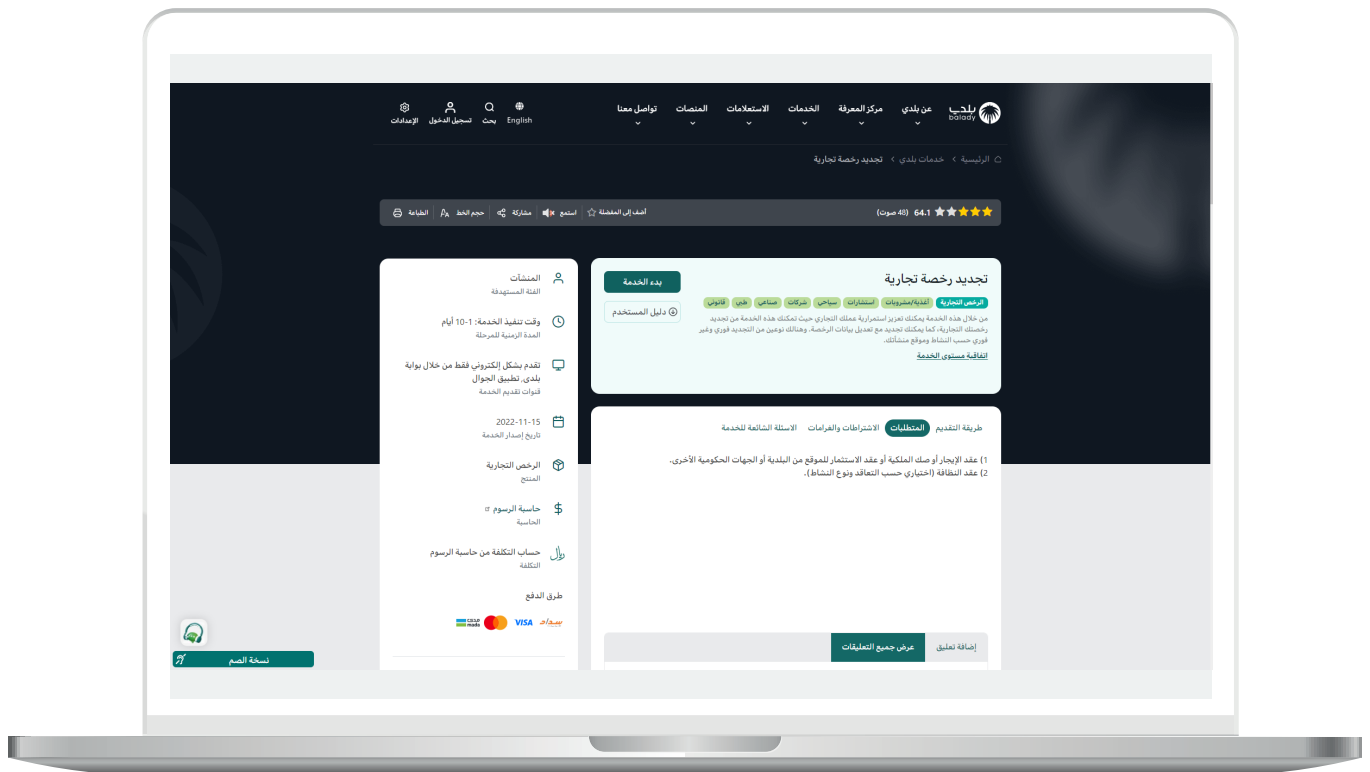 بلدي
balady
عن بلدي
مركز المعرفة
الخدمات
الاستعلامات
المنصات
تواصل معنا
English
بحث
تسجيل الدخول
الإعدادات
الرئيسية
خدمات بلدي
تجديد رخصة تجارية
64.1 (48 صوت)
أضف إلى المفضلة
استمع
مشاركة
حجم الخط
الطباعة
تجديد رخصة تجارية
بدء الخدمة
دليل المستخدم
الرخص التجارية أغذية/مشروبات استشارات سياحي شركات صناعي طبي قانوني
من خلال هذه الخدمة يمكنك تعزيز استمرارية عملك التجاري حيث تمكنك هذه الخدمة من تجديد
رخصتك التجارية، كما يمكنك تجديد مع تعديل بيانات الرخصة. وهنالك نوعين من التجديد فوري وغير
فوري حسب النشاط وموقع منشأتك.
اتفاقية مستوى الخدمة
طريقة التقديم المتطلبات الاشتراطات والغرامات الاسئلة الشائعة للخدمة
1) عقد الإيجار أو صك الملكية أو عقد الاستثمار للموقع من البلدية أو الجهات الحكومية الأخرى.
2) عقد النظافة (اختياري حسب التعاقد ونوع النشاط).
إضافة تعليق
عرض جميع التعليقات
المنشآت
الفئة المستهدفة
وقت تنفيذ الخدمة: 1-10 أيام
المدة الزمنية للمرحلة
تقدم بشكل إلكتروني فقط من خلال بوابة
بلدي, تطبيق الجوال
قنوات تقديم الخدمة
2022-11-15
تاريخ إصدار الخدمة
الرخص التجارية
المنتج
حاسبة الرسوم
الحاسبة
حساب التكلفة من حاسبة الرسوم
التكلفة
طرق الدفع
سداد
VISA
مدى
mada
نسخة الصم